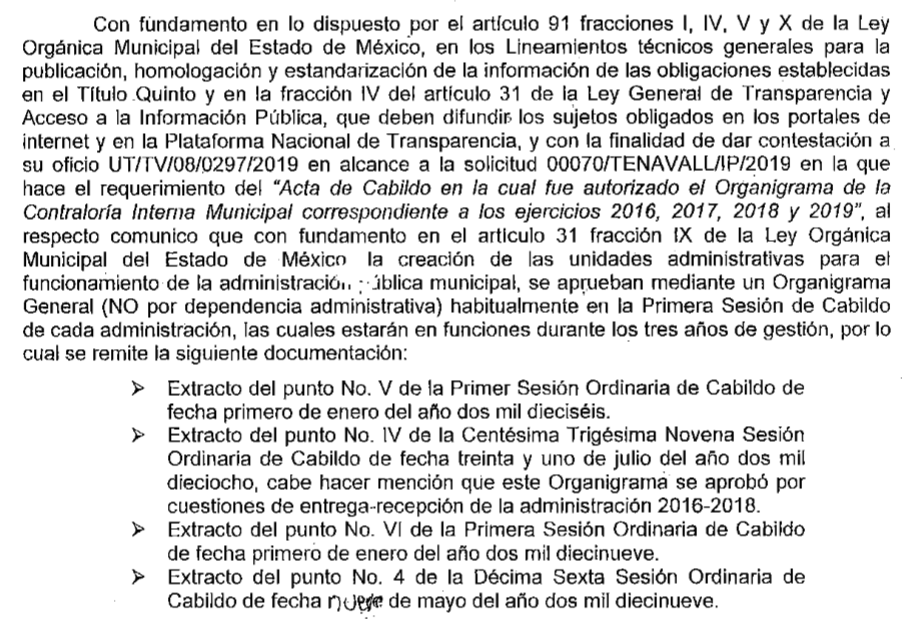 Con fundamento en lo dispuesto por el artículo 91 fracciones I, IV, V y X de la Ley
Orgánica Municipal del Estado de México, en los Lineamientos técnicos generales para la
publicación, homologación y estandarización de la información de las obligaciones establecidas
en el Título Quinto y en la fracción IV del artículo 31 de la Ley General de Transparencia y
Acceso a la Información Pública, que deben difundir los sujetos obligados en los portales de
internet y en la Plataforma Nacional de Transparencia, y con la finalidad de dar contestación a
su oficio UT/TV/08/0297/2019 en alcance a la solicitud 00070/TENAVALL/IP/2019 en la que
hace el requerimiento del "Acta de Cabildo en la cual fue autorizado el Organigrama de la
Contraloría Interna Municipal correspondiente a los ejercicios 2016, 2017, 2018 y 2019", al
respecto comunico que con fundamento en el artículo 31 fracción IX de la Ley Orgánica
Municipal del Estado de México la creación de las unidades administrativas para el
funcionamiento de la administración pública municipal, se aprueban mediante un Organigrama
General (NO por dependencia administrativa) habitualmente en la Primera Sesión de Cabildo
de cada administración, las cuales estarán en funciones durante los tres años de gestión, por lo
cual se remite la siguiente documentación:
➢ Extracto del punto No. V de la Primer Sesión Ordinaria de Cabildo de
fecha primero de enero del año dos mil dieciséis.
➢ Extracto del punto No. IV de la Centésima Trigésima Novena Sesión
Ordinaria de Cabildo de fecha treinta y uno de julio del año dos mil
dieciocho, cabe hacer mención que este Organigrama se aprobó por
cuestiones de entrega-recepción de la administración 2016-2018.
➢ Extracto del punto No. VI de la Primera Sesión Ordinaria de Cabildo
de fecha primero de enero del año dos mil diecinueve.
➢ Extracto del punto No. 4 de la Décima Sexta Sesión Ordinaria de
Cabildo de fecha nueve de mayo del año dos mil diecinueve.